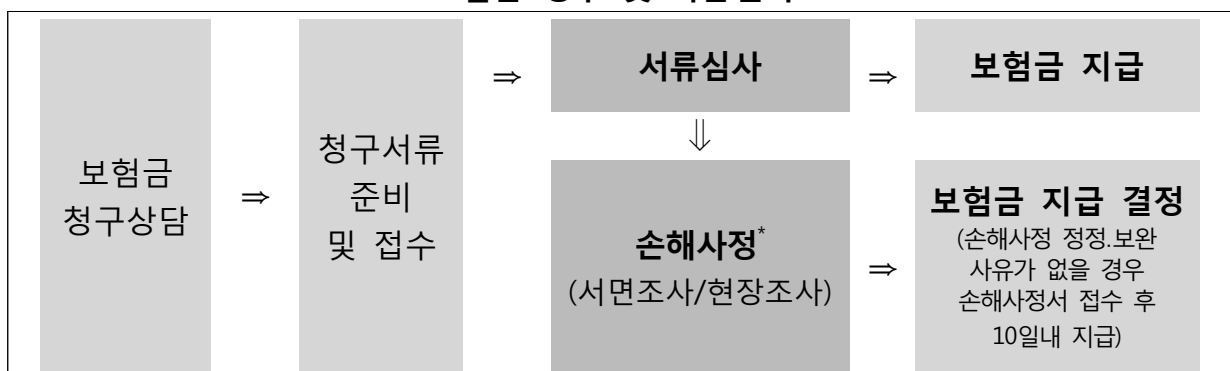 보험금
청구상담
⇒
청구서류
준비
및 접수
⇒
서류심사
⇒
보험금 지급
⇓
손해사정*
(서면조사/현장조사)
⇒
보험금 지급 결정
(손해사정 정정.보완
사유가 없을 경우
손해사정서 접수 후
10일내 지급)